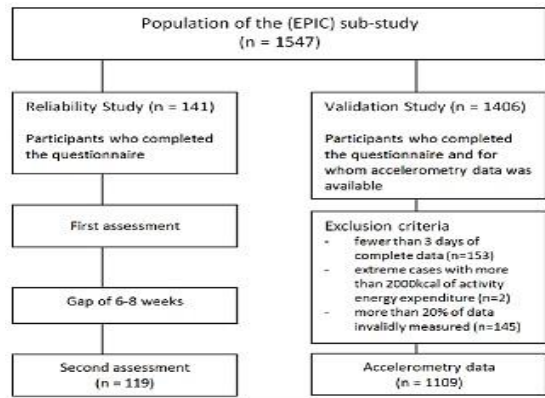 Population of the (EPIC) sub-study
(n = 1547)
Reliability Study (n = 141)
Participants who completed
the questionnaire
First assessment
Gap of 6-8 weeks
Second assessment
(n = 119)
Validation Study (n = 1406)
Participants who completed
the questionnaire and for
whom accelerometry data was
available
Exclusion criteria
- fewer than 3 days of
complete data (n=153)
- extreme cases with more
than 2000kcal of activity
energy expenditure (n=2)
- more than 20% of data
invalidly measured (n=145)
Accelerometry data
(n = 1109)